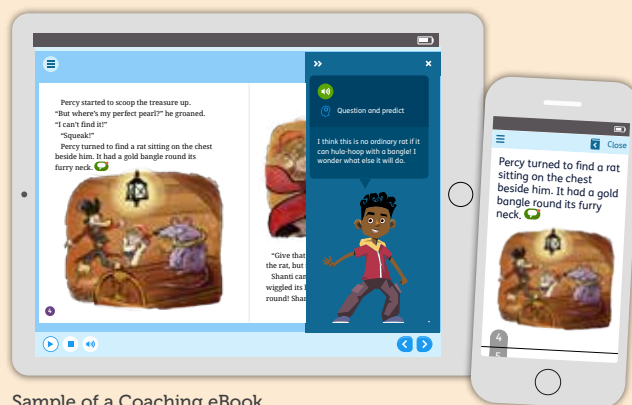 Percy started to scoop the treasure up.
“But where’s my perfect pearl?” he groaned.
“I can’t find it!”
“Squeak!”
Percy turned to find a rat sitting on the chest
beside him. It had a gold bangle round its
furry neck.
4
“Give that
the rat, but
Shanti can
wiggled its
round! Shan
Question and predict
I think this is no ordinary rat if it
can hula-hoop with a bangle! I
wonder what else it will do.
Close
Percy turned to find a rat
sitting on the chest
beside him. It had a gold
bangle round its furry
neck.
4
5
Sample of a Coaching eBook